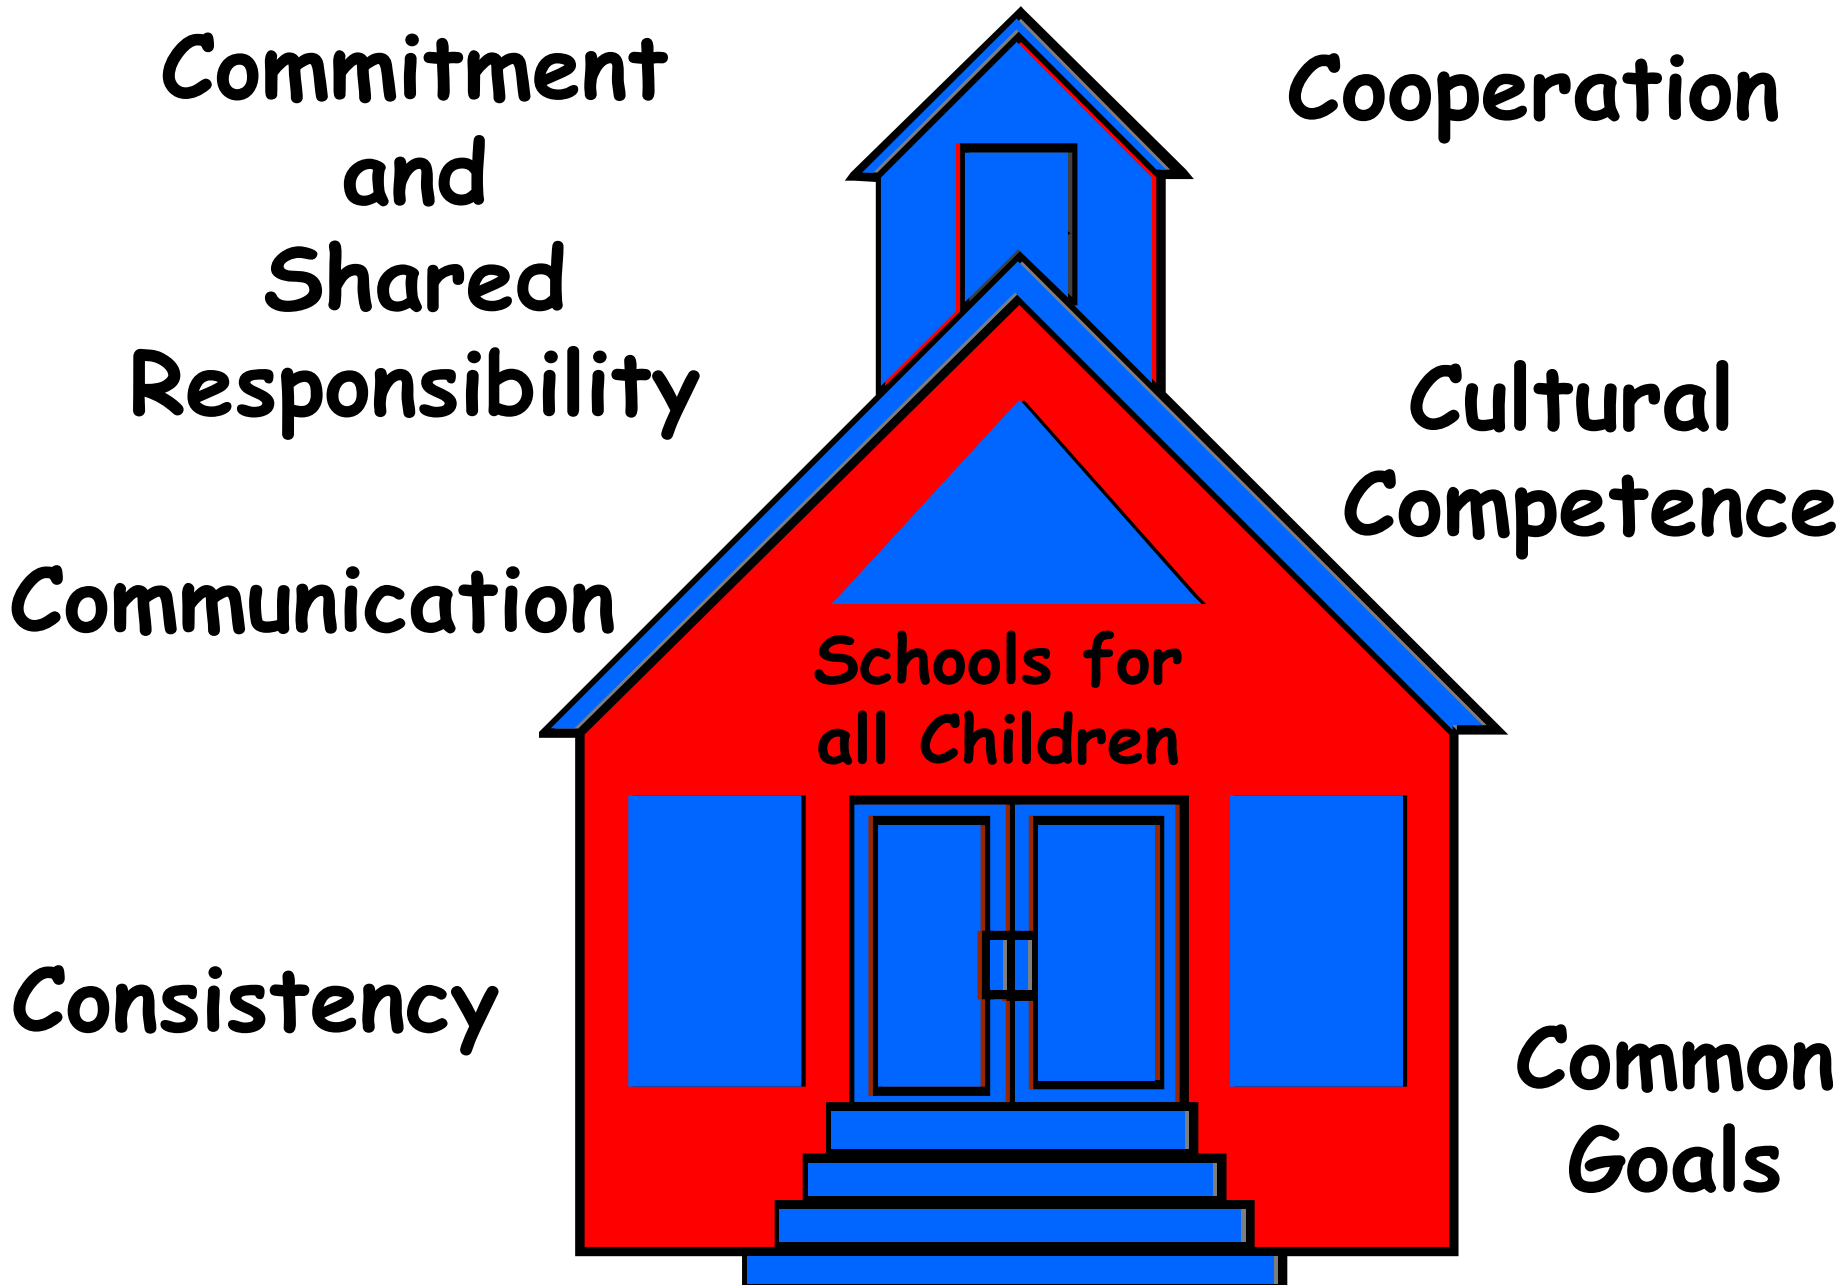 Commitment
and
Shared
Responsibility
Cooperation
Cultural
Competence
Communication
Schools for
all Children
Consistency
Common
Goals